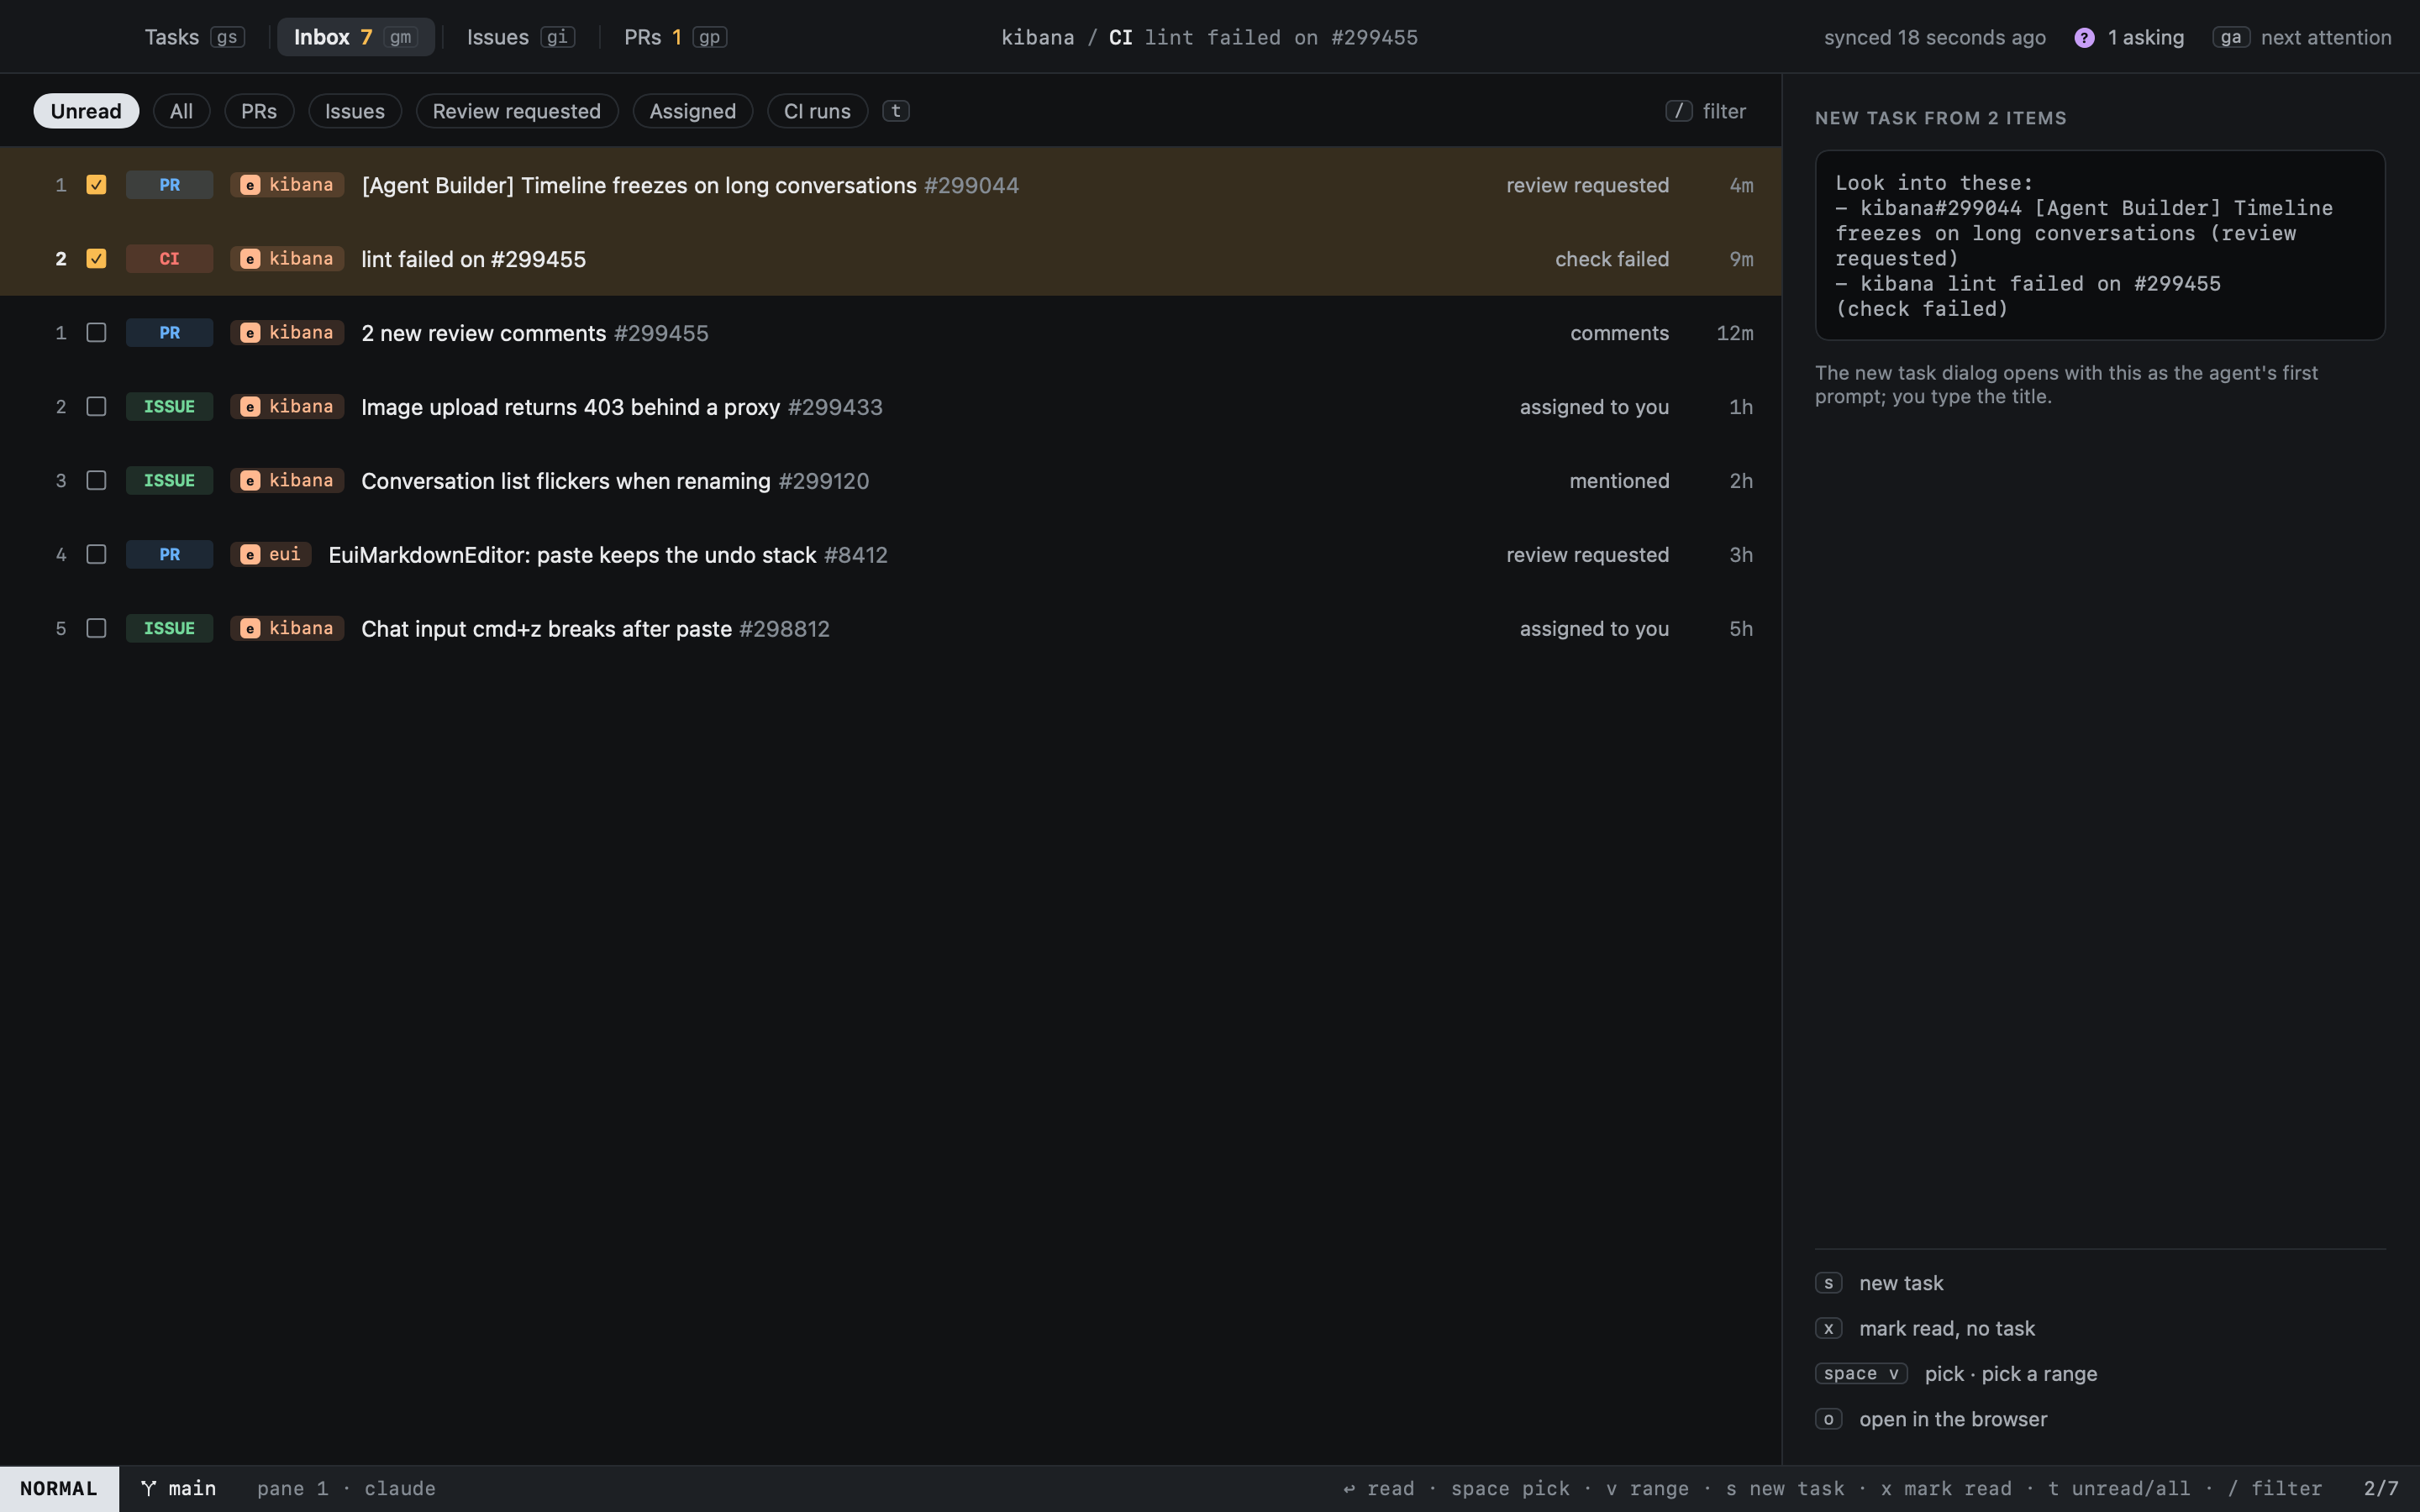 Tasks gs Inbox 7 gm Issues gi PRs 1 gp kibana / CI lint failed on #299455 synced 18 seconds ago ? 1 asking ga next attention
Unread All PRs Issues Review requested Assigned CI runs t / filter
1 PR e kibana [Agent Builder] Timeline freezes on long conversations #299044 review requested 4m
2 CI e kibana lint failed on #299455 check failed 9m
1 PR e kibana 2 new review comments #299455 comments 12m
2 ISSUE e kibana Image upload returns 403 behind a proxy #299433 assigned to you 1h
3 ISSUE e kibana Conversation list flickers when renaming #299120 mentioned 2h
4 PR e eui EuiMarkdownEditor: paste keeps the undo stack #8412 review requested 3h
5 ISSUE e kibana Chat input cmd+z breaks after paste #298812 assigned to you 5h
NEW TASK FROM 2 ITEMS
Look into these:
– kibana#299044 [Agent Builder] Timeline
freezes on long conversations (review
requested)
– kibana lint failed on #299455
(check failed)
The new task dialog opens with this as the agent's first
prompt; you type the title.
s new task
x mark read, no task
space v pick · pick a range
o open in the browser
NORMAL main pane 1 · claude ↩ read · space pick · v range · s new task · x mark read · t unread/all · / filter 2/7